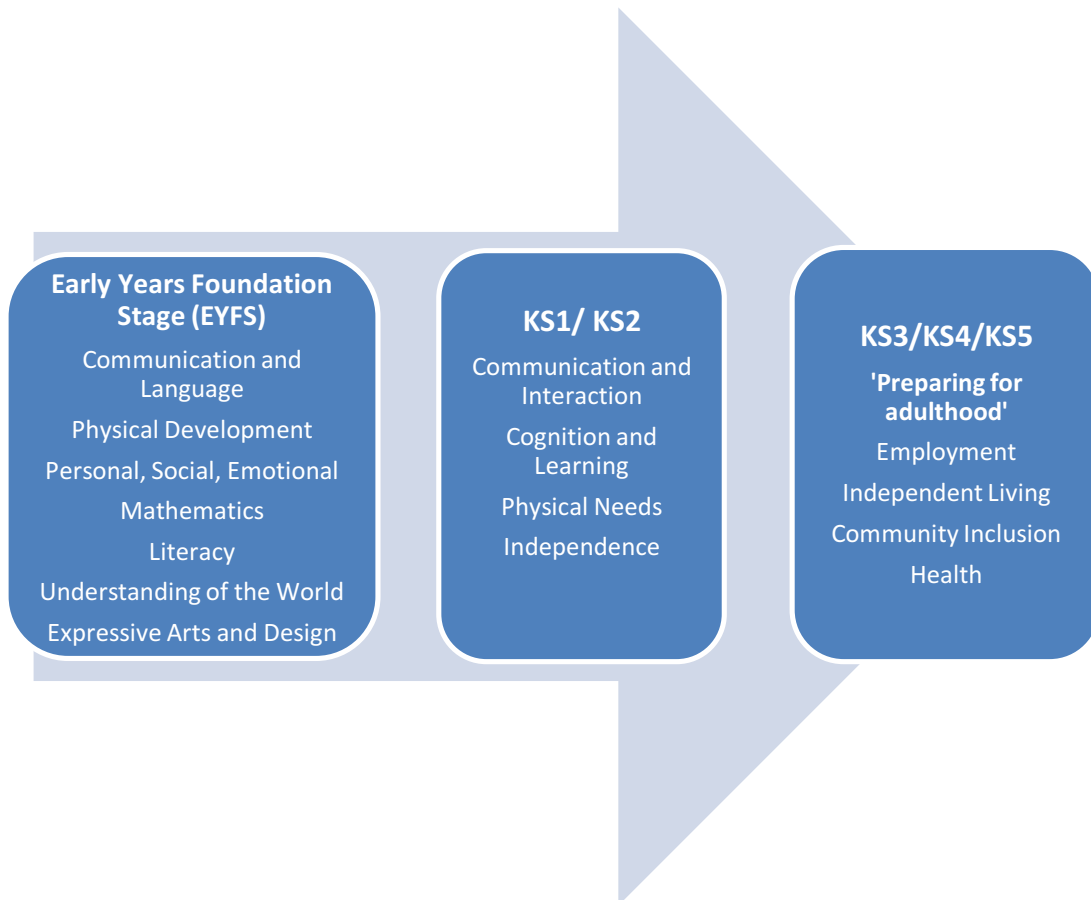 Early Years Foundation
Stage (EYFS)
Communication and
Language
Physical Development
Personal, Social, Emotional
Mathematics
Literacy
Understanding of the World
Expressive Arts and Design
KS1/ KS2
Communication and
Interaction
Cognition and
Learning
Physical Needs
Independence
KS3/KS4/KS5
'Preparing for
adulthood'
Employment
Independent Living
Community Inclusion
Health